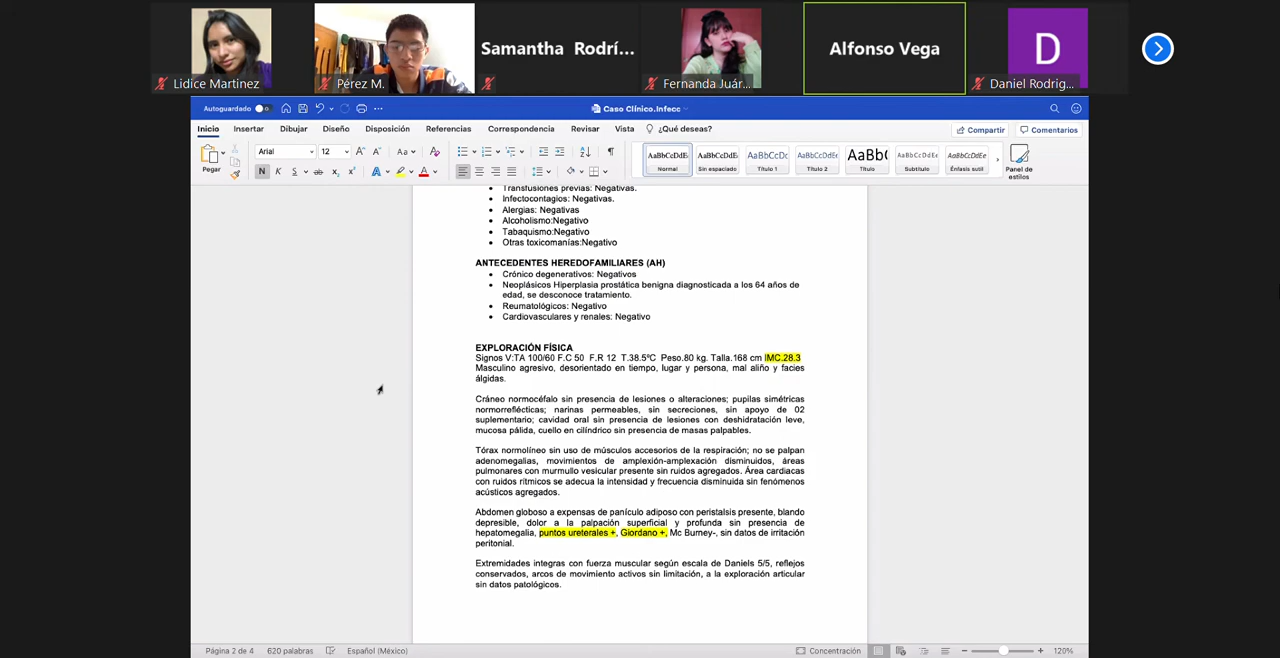 Samantha Rodrí...
Alfonso Vega
D
Lidice Martinez
Pérez M.
Fernanda Juár...
Daniel Rodrig...
Autoguardado
Caso Clínico.Infecc
Inicio Insertar Dibujar Diseño Disposición Referencias Correspondencia Revisar Vista ¿Qué deseas? Compartir Comentarios
Pegar Arial 12 Aa
N K S ab x₂ x² A A
AaBbCcDdEe AaBbCcDdEe AaBbCcDc AaBbCcDdEe AaBb( AaBbCcDdEe AaBbCcDdEe
Normal Sin espaciado Título 1 Título 2 Título Subtítulo Énfasis sutil Panel de estilos
Transfusiones previas: Negativas.
• Infectocontagios: Negativas.
• Alergias: Negativas
• Alcoholismo:Negativo
• Tabaquismo:Negativo
• Otras toxicomanías:Negativo
ANTECEDENTES HEREDOFAMILIARES (AH)
• Crónico degenerativos: Negativos
• Neoplásicos Hiperplasia prostática benigna diagnosticada a los 64 años de
edad, se desconoce tratamiento.
• Reumatológicos: Negativo
• Cardiovasculares y renales: Negativo
EXPLORACIÓN FÍSICA
Signos V:TA 100/60 F.C 50 F.R 12 T.38.5ºC Peso.80 kg. Talla.168 cm IMC.28.3
Masculino agresivo, desorientado en tiempo, lugar y persona, mal aliño y facies
álgidas.
Cráneo normocéfalo sin presencia de lesiones o alteraciones; pupilas simétricas
normorreflécticas; narinas permeables, sin secreciones, sin apoyo de 02
suplementario; cavidad oral sin presencia de lesiones con deshidratación leve,
mucosa pálida, cuello en cilíndrico sin presencia de masas palpables.
Tórax normolíneo sin uso de músculos accesorios de la respiración; no se palpan
adenomegalias, movimientos de amplexión-amplexación disminuidos, áreas
pulmonares con murmullo vesicular presente sin ruidos agregados. Área cardiacas
con ruidos rítmicos se adecua la intensidad y frecuencia disminuida sin fenómenos
acústicos agregados.
Abdomen globoso a expensas de panículo adiposo con peristalsis presente, blando
depresible, dolor a la palpación superficial y profunda sin presencia de
hepatomegalia, puntos ureterales +, Giordano +, Mc Burney-, sin datos de irritación
peritonial.
Extremidades integras con fuerza muscular según escala de Daniels 5/5, reflejos
conservados, arcos de movimiento activos sin limitación, a la exploración articular
sin datos patológicos.
Página 2 de 4 620 palabras Español (México) Concentración 120%